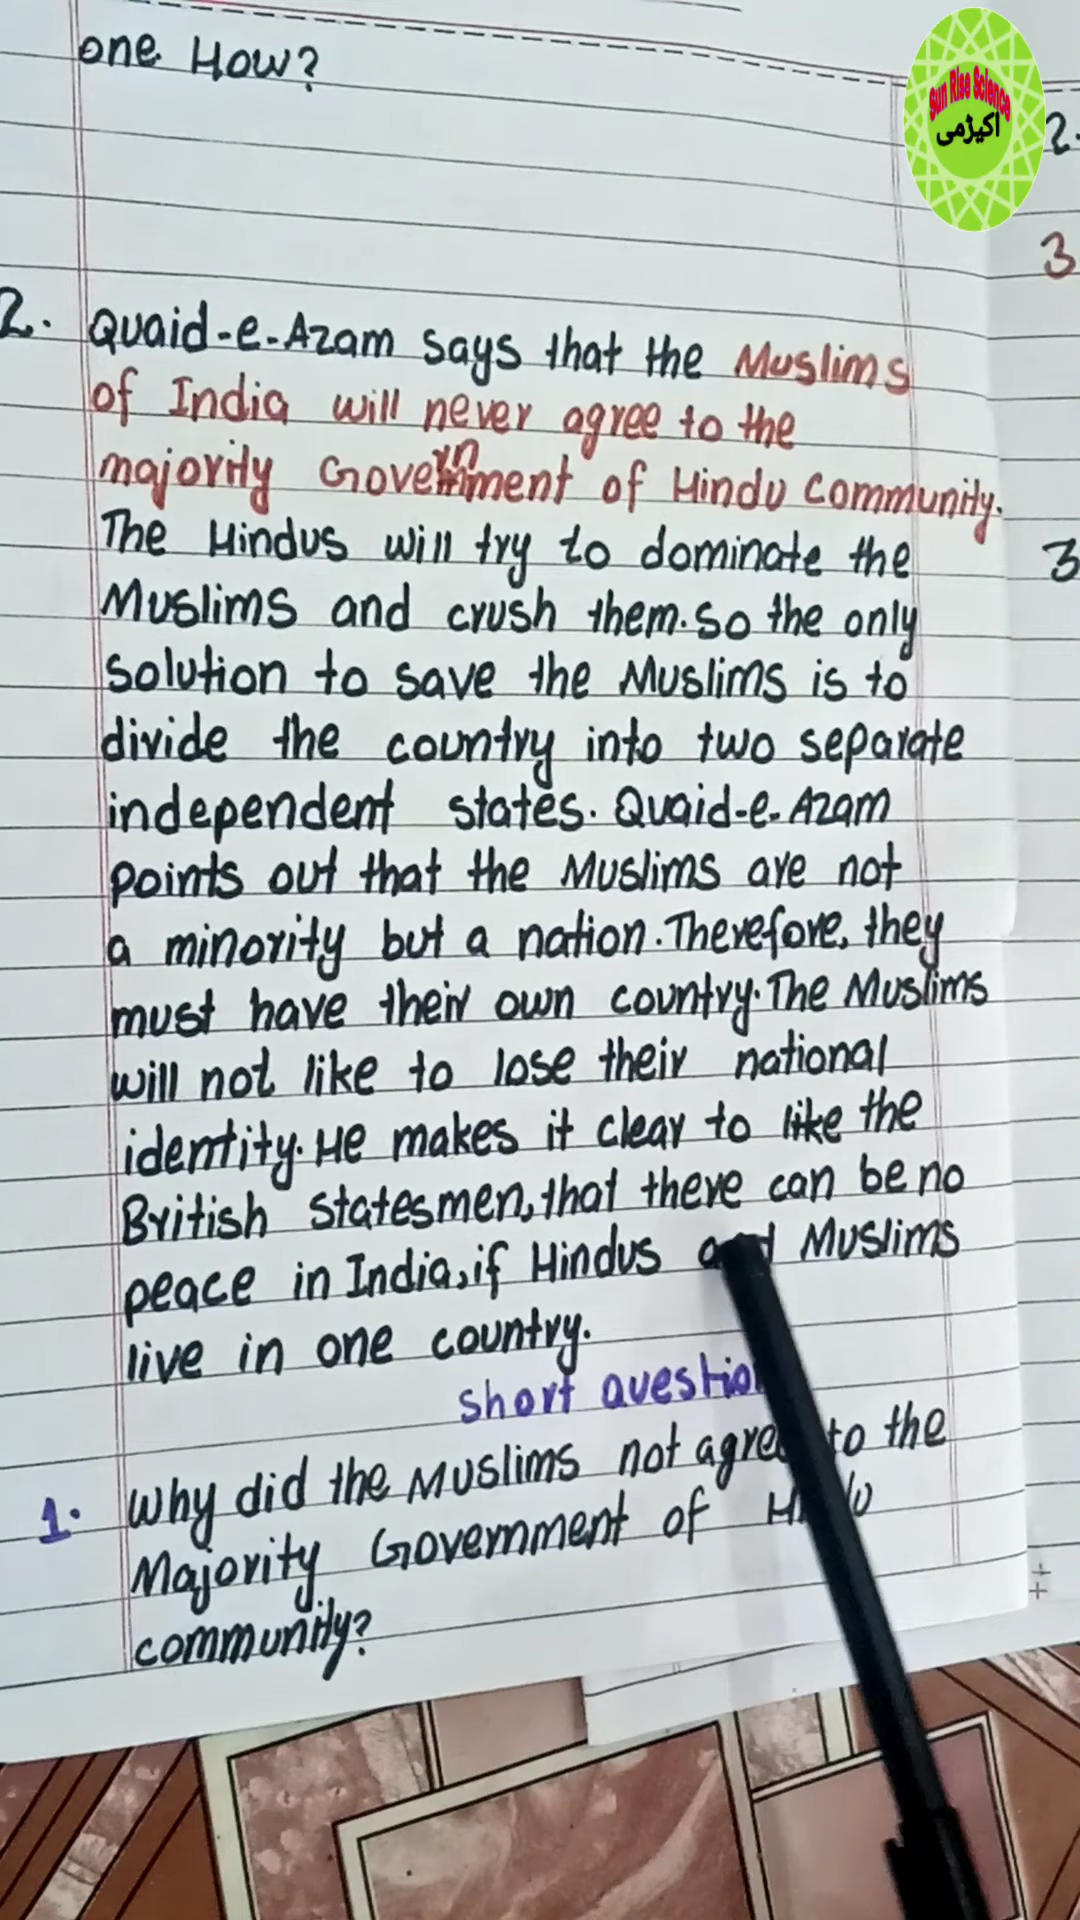 one How?
Sun Rise Science
اکیڑمی
2.
3
3
2. Quaid-e-Azam says that the Muslims
of India will never agree to the
majority Government of Hindu community.
The Hindus will try to dominate the
Muslims and crush them. so the only
solution to save the Muslims is to
divide the country into two separate
independent states. Quaid-e-Azam
points out that the Muslims are not
a minority but a nation. Therefore, they
must have their own country. The Muslims
will not like to lose their national
identity. He makes it clear to like the
British statesmen, that there can be no
peace in India, if Hindus and Muslims
live in one country.
short question
1. Why did the Muslims not agree to the
Majority Government of Hindu
community?